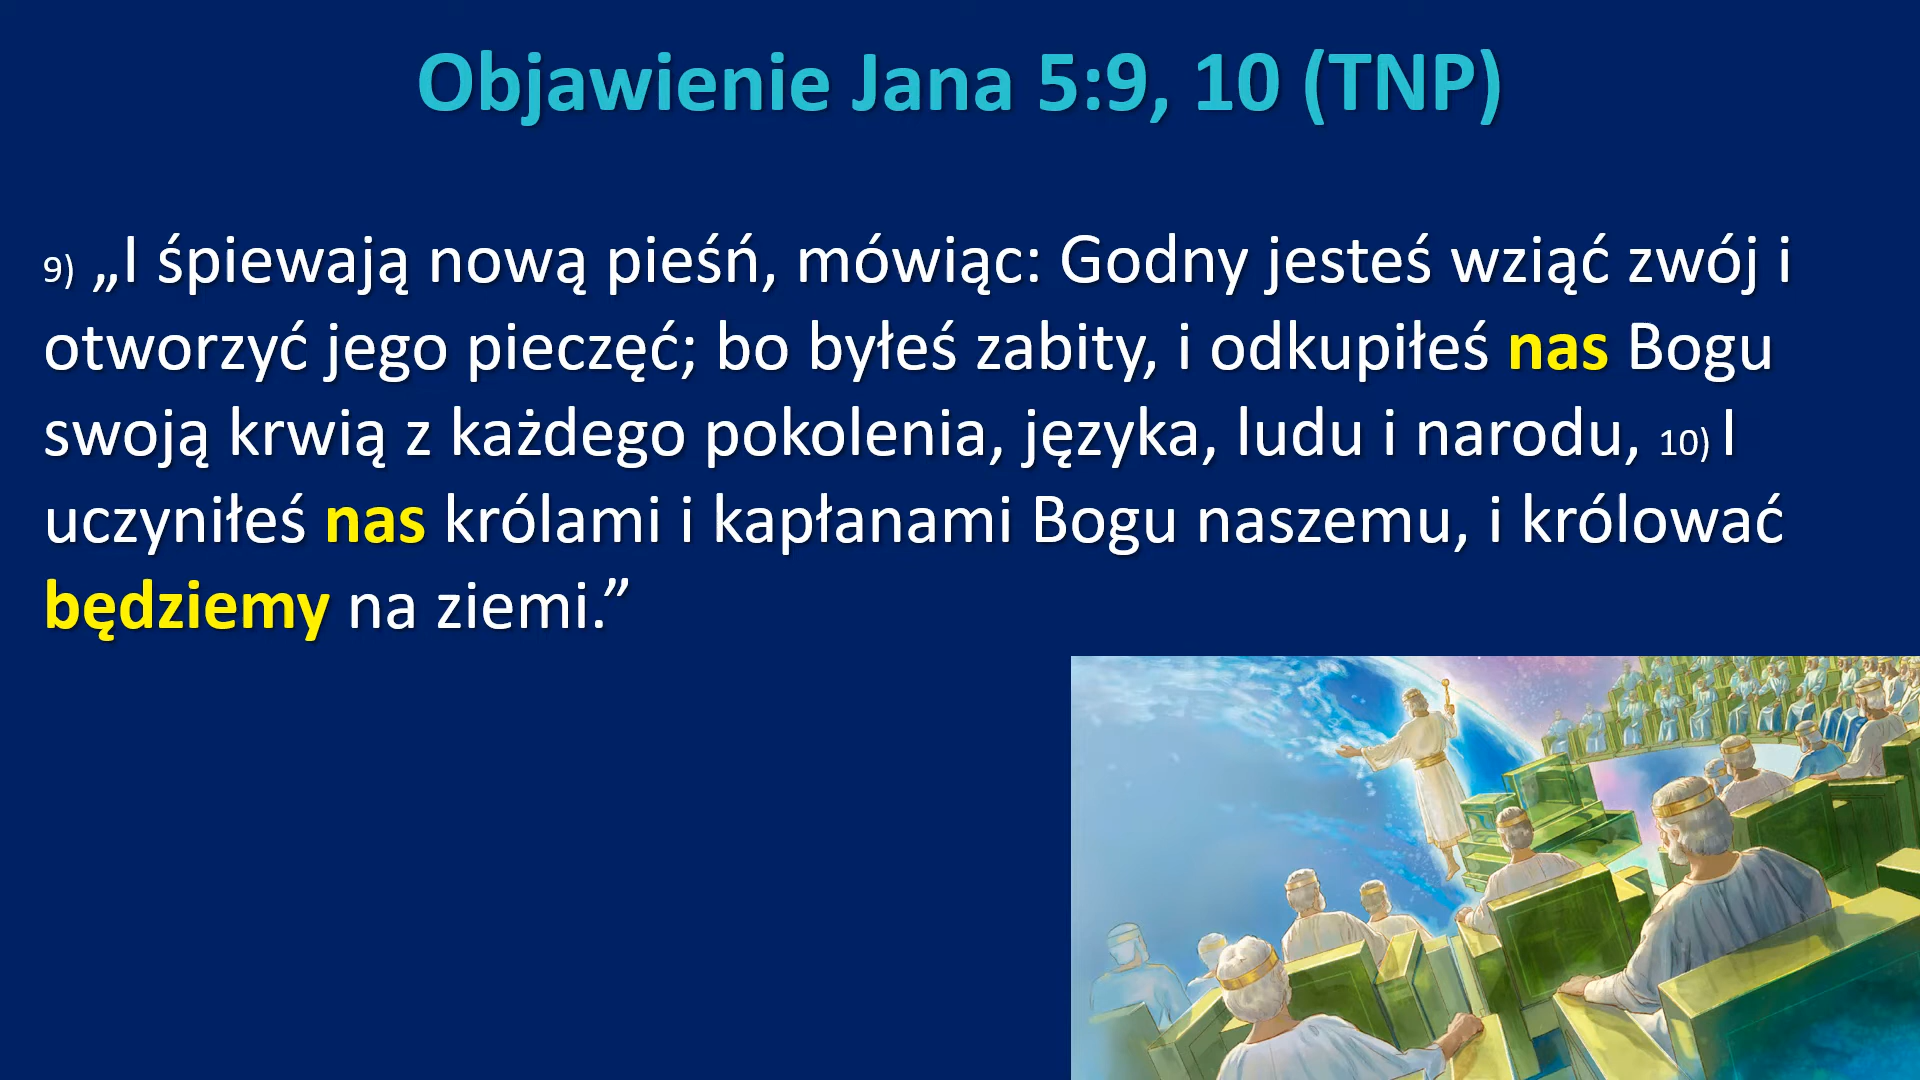 Objawienie Jana 5:9, 10 (TNP)
9) „I śpiewają nową pieśń, mówiąc: Godny jesteś wziąć zwój i
otworzyć jego pieczęć; bo byłeś zabity, i odkupiłeś nas Bogu
swoją krwią z każdego pokolenia, języka, ludu i narodu, 10) I
uczyniłeś nas królami i kapłanami Bogu naszemu, i królować
będziemy na ziemi.”